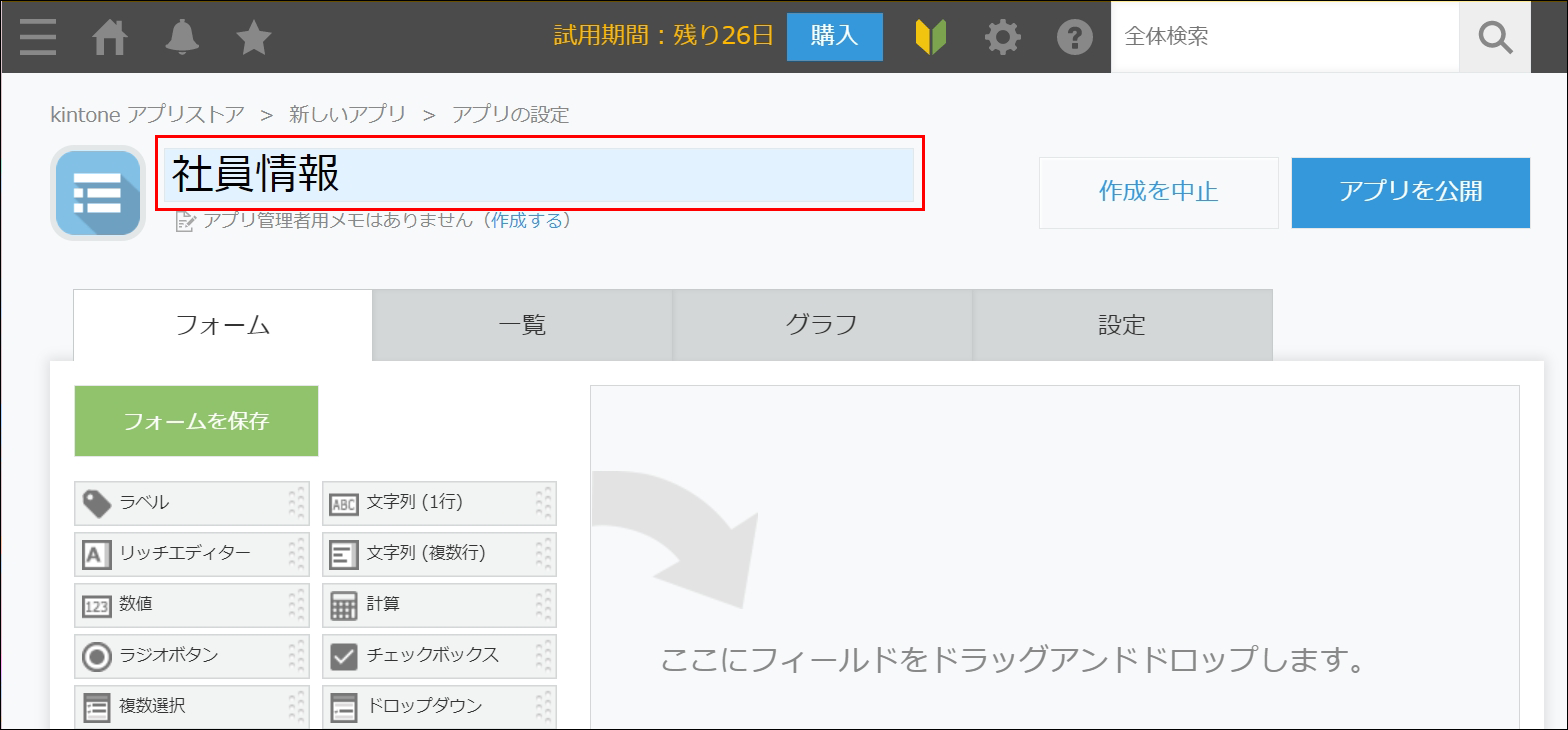 試用期間：残り26日
購入
?
全体検索
kintone アプリストア > 新しいアプリ > アプリの設定
社員情報
アプリ管理者用メモはありません（作成する）
作成を中止
アプリを公開
フォーム
一覧
グラフ
設定
フォームを保存
ラベル
ABC 文字列 (1行)
A リッチエディター
文字列 (複数行)
123 数値
計算
ラジオボタン
チェックボックス
複数選択
ドロップダウン
ここにフィールドをドラッグアンドドロップします。